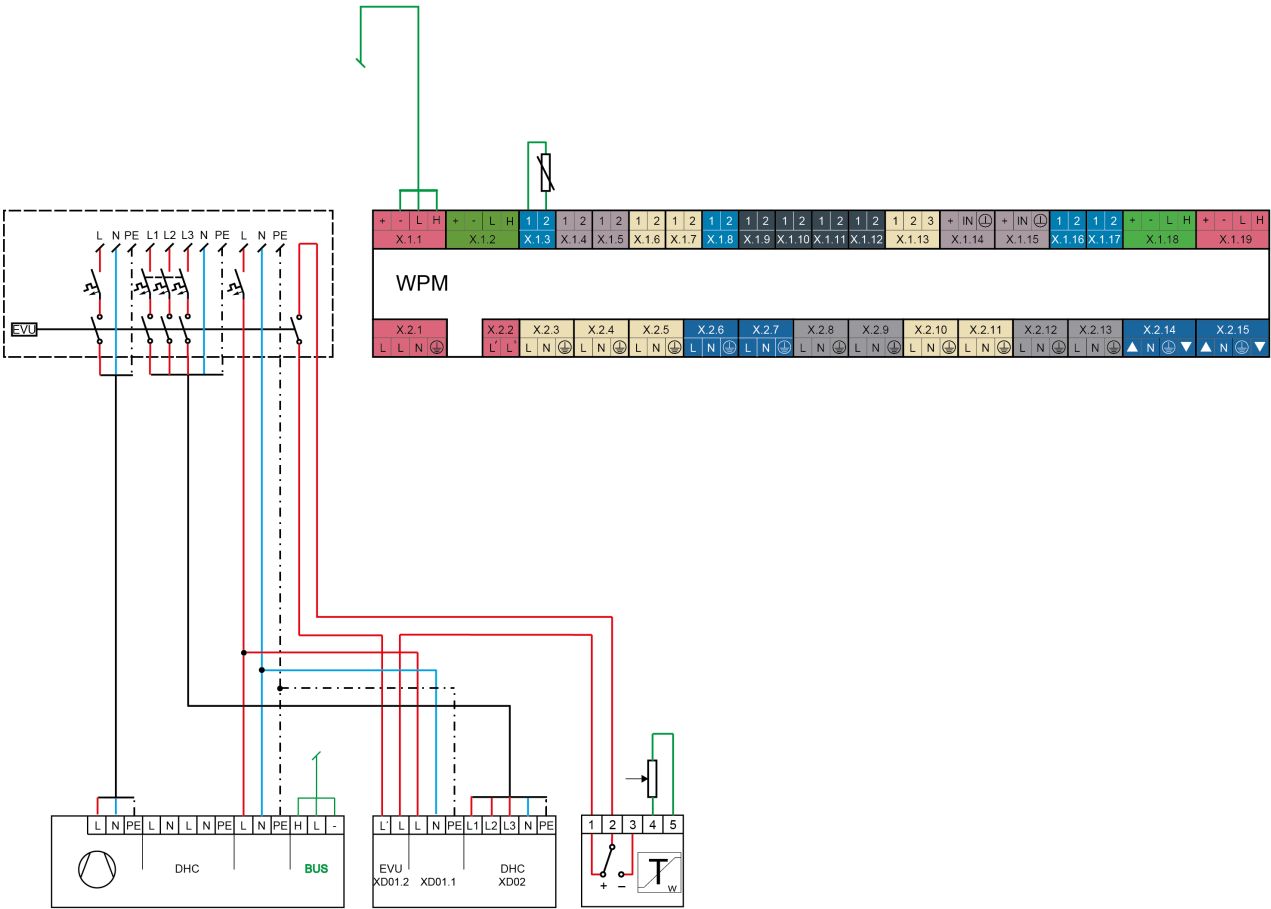 + - L H + - L H 1 2 1 2 1 2 1 2 1 2 1 2 1 2 1 2 1 2 1 2 1 2 3 + IN + IN 1 2 1 2 + - L H + - L H
X.1.1 X.1.2 X.1.3 X.1.4 X.1.5 X.1.6 X.1.7 X.1.8 X.1.9 X.1.10 X.1.11 X.1.12 X.1.13 X.1.14 X.1.15 X.1.16 X.1.17 X.1.18 X.1.19
L N PE L1 L2 L3 N PE L N PE
WPM
EVU
X.2.1 X.2.2 X.2.3 X.2.4 X.2.5 X.2.6 X.2.7 X.2.8 X.2.9 X.2.10 X.2.11 X.2.12 X.2.13 X.2.14 X.2.15
L L N L' L* L N L N L N L N L N L N L N L N L N L N L N N N
L N PE L N L N PE L N PE H L -
DHC
BUS
L' L L N PE L1 L2 L3 N PE
EVU
XD01.2
XD01.1
DHC
XD02
1 2 3 4 5
+ −
T
W